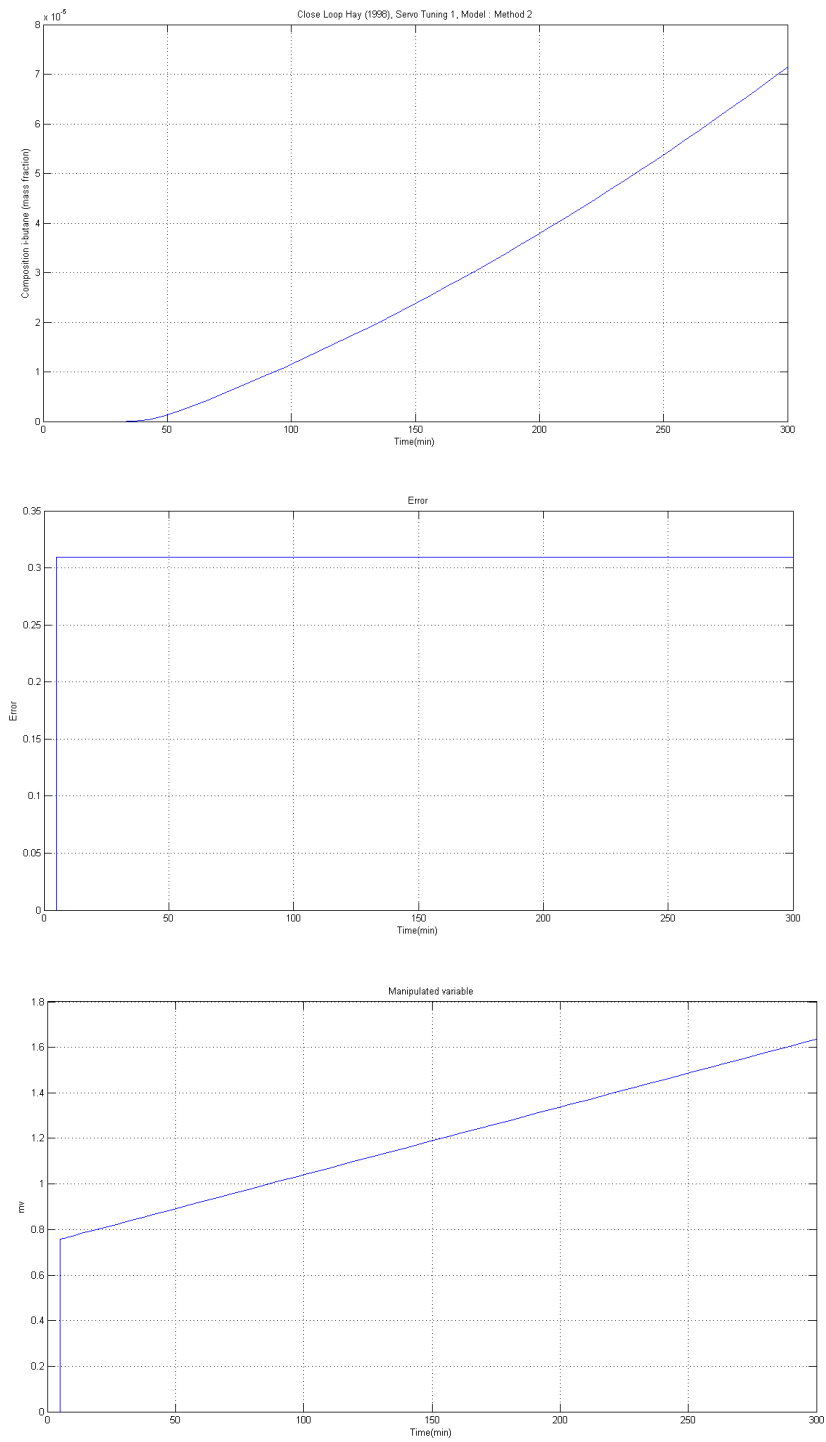 Close Loop Hay (1998), Servo Tuning 1, Model : Method 2
x 10^-5
8
7
6
5
4
3
2
1
0
Composition i-butane (mass fraction)
0 50 100 150 200 250 300
Time(min)
Error
0.35
0.3
0.25
0.2
0.15
0.1
0.05
0
Error
0 50 100 150 200 250 300
Time(min)
Manipulated variable
1.8
1.6
1.4
1.2
1
0.8
0.6
0.4
0.2
0
mv
0 50 100 150 200 250 300
Time(min)